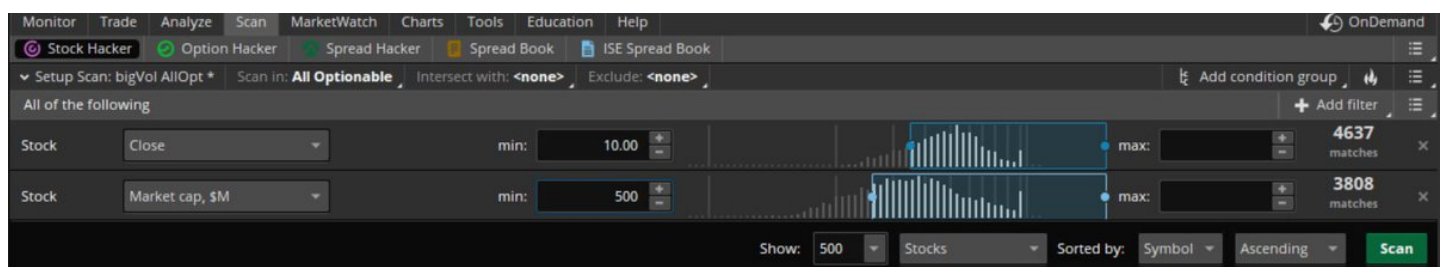 Monitor Trade Analyze Scan MarketWatch Charts Tools Education Help OnDemand
Stock Hacker Option Hacker Spread Hacker Spread Book ISE Spread Book
Setup Scan: bigVol AllOpt * Scan in: All Optionable Intersect with: <none> Exclude: <none> Add condition group
All of the following Add filter
Stock Close min: 10.00 max: 4637
matches
Stock Market cap, $M min: 500 max: 3808
matches
Show: 500 Stocks Sorted by: Symbol Ascending Scan